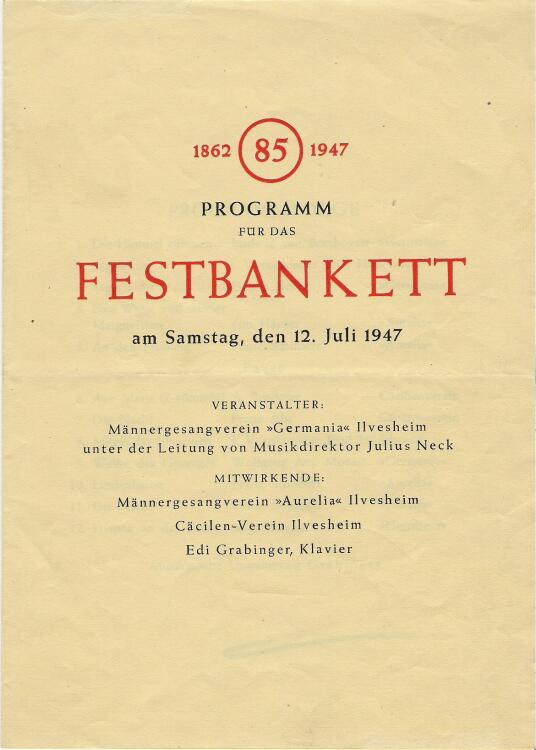 1862 85 1947
PROGRAMM
FÜR DAS
FESTBANKETT
am Samstag, den 12. Juli 1947
VERANSTALTER:
Männergesangverein »Germania« Ilvesheim
unter der Leitung von Musikdirektor Julius Neck
MITWIRKENDE:
Männergesangverein »Aurelia« Ilvesheim
Cäcilen-Verein Ilvesheim
Edi Grabinger, Klavier